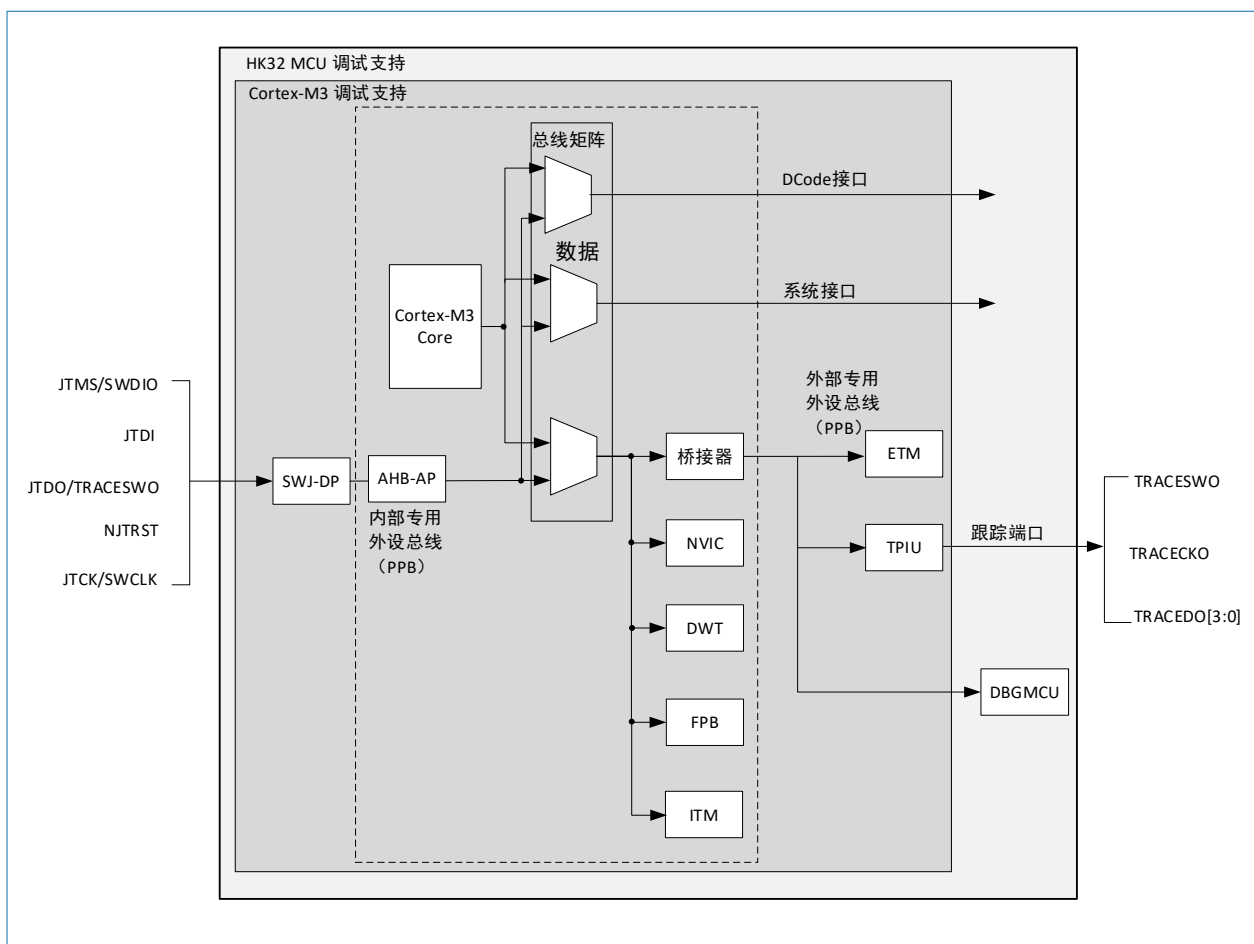 HK32 MCU 调试支持
Cortex-M3 调试支持
总线矩阵
DCode接口
数据
系统接口
Cortex-M3
Core
JTMS/SWDIO
JTDI
JTDO/TRACESWO
NJTRST
JTCK/SWCLK
SWJ-DP
AHB-AP
内部专用
外设总线
（PPB）
桥接器
NVIC
DWT
FPB
ITM
外部专用
外设总线
（PPB）
ETM
TPIU
跟踪端口
DBGMCU
TRACESWO
TRACECKO
TRACEDO[3:0]